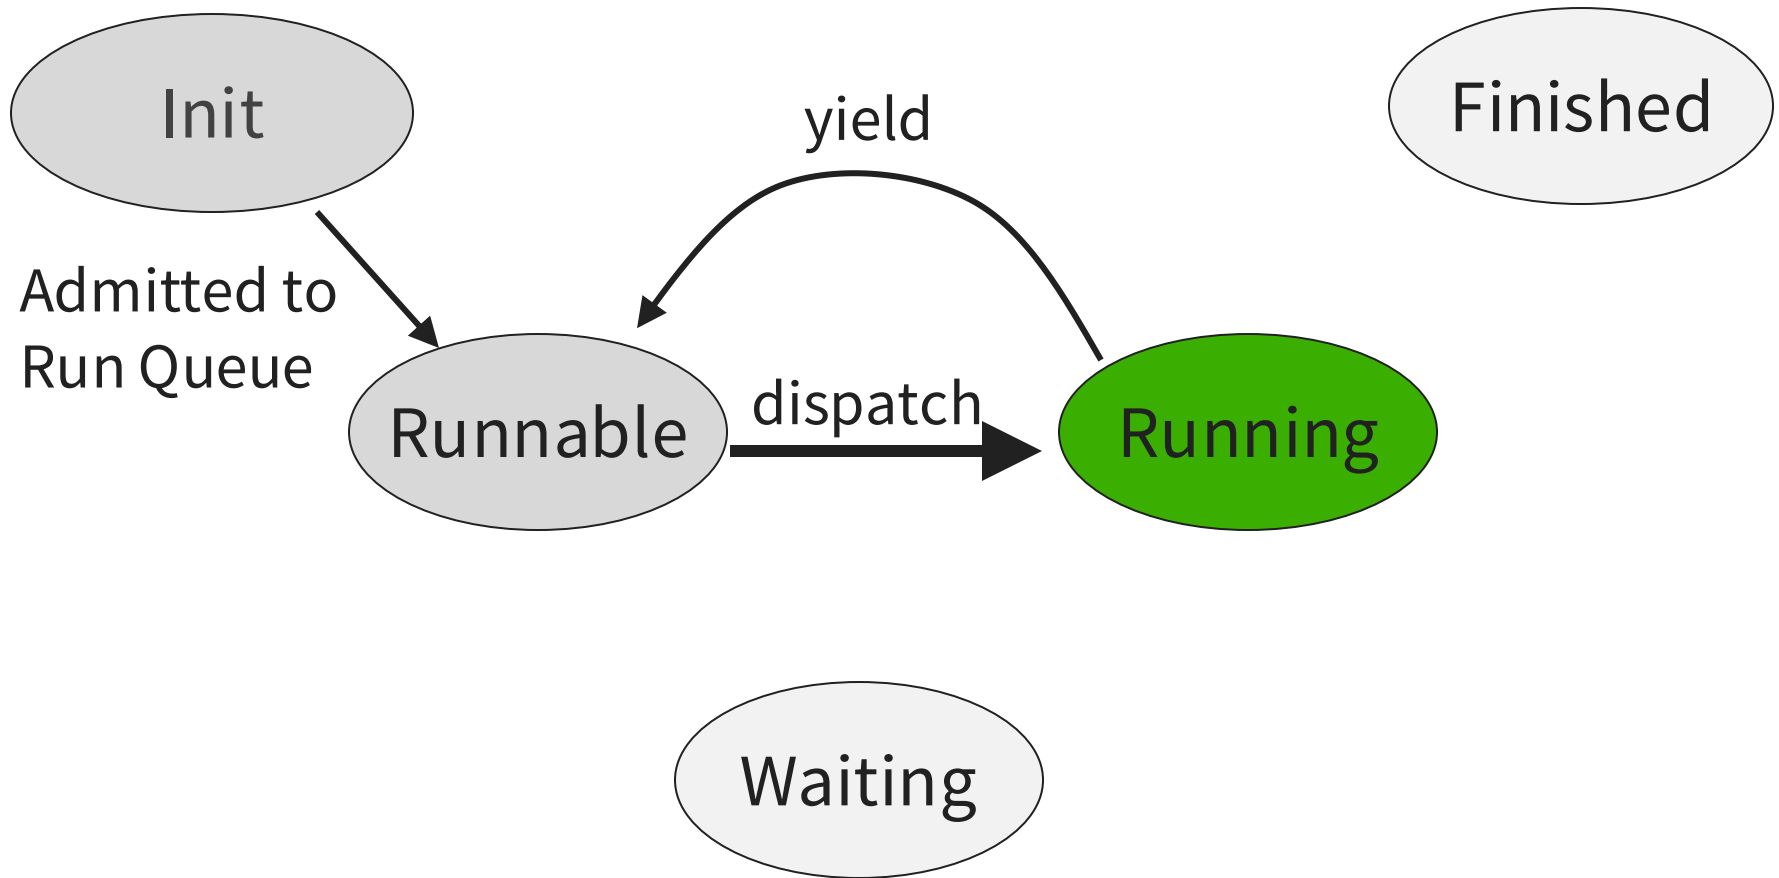 Init
Finished
yield
Admitted to
Run Queue
dispatch
Runnable
Running
Waiting